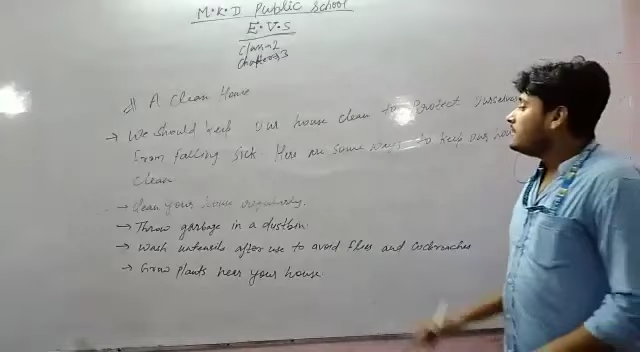 M.K.D Public School
E.V.S
Class=2
Chapter=3
# A Clean House
→ We Should keep Our house clean to Protect Ourselves
from falling sick Here are some ways to keep our house
clean
→ Clean your house regularly.
→ Throw garbage in a dustbin.
→ Wash utensils after use to avoid flies and Cockroaches
→ Grow plants near your house